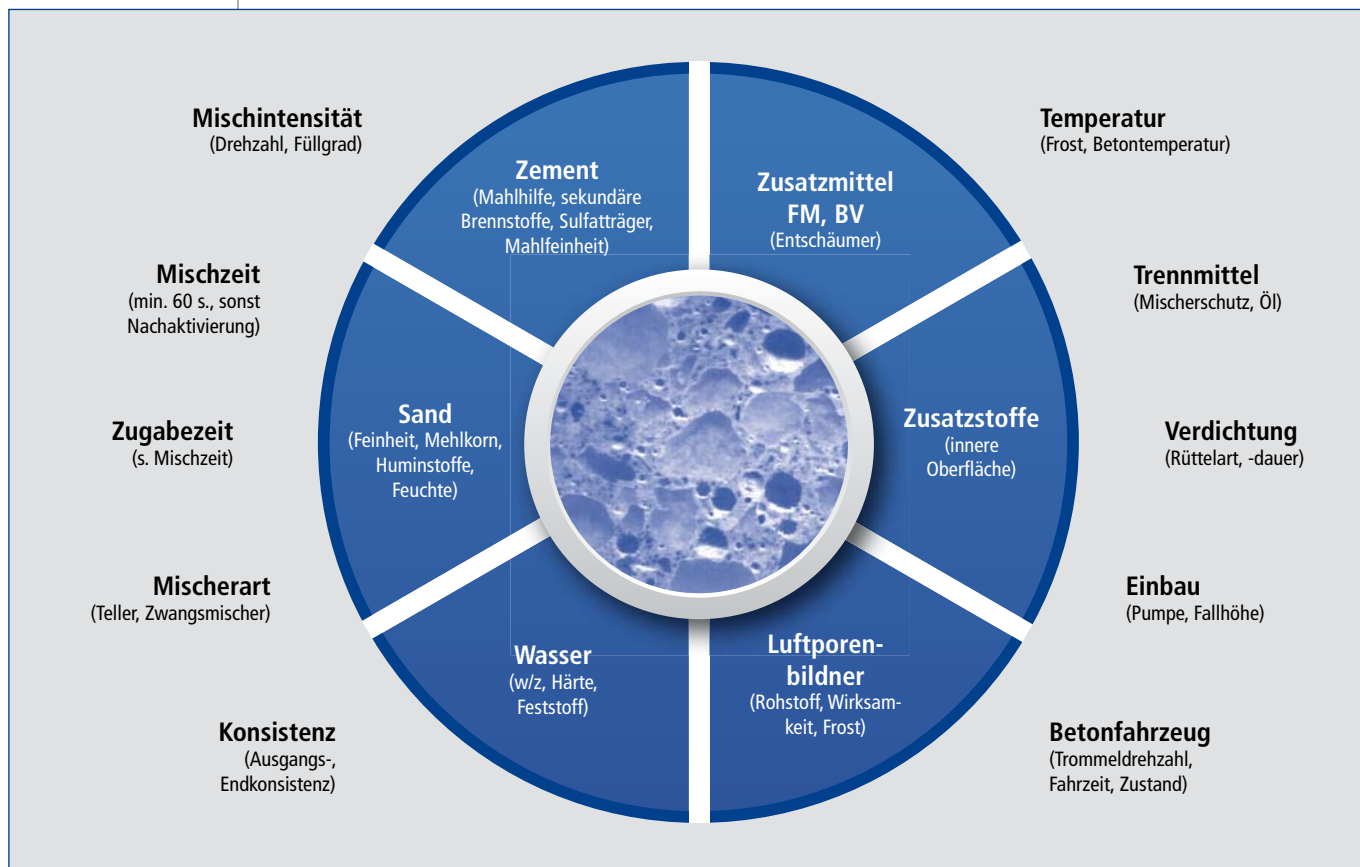 Mischintensität
(Drehzahl, Füllgrad)
Mischzeit
(min. 60 s., sonst
Nachaktivierung)
Zugabezeit
(s. Mischzeit)
Mischerart
(Teller, Zwangsmischer)
Konsistenz
(Ausgangs-,
Endkonsistenz)
Zement
(Mahlhilfe, sekundäre
Brennstoffe, Sulfatträger,
Mahlfeinheit)
Zusatzmittel
FM, BV
(Entschäumer)
Sand
(Feinheit, Mehlkorn,
Huminstoffe,
Feuchte)
Zusatzstoffe
(innere
Oberfläche)
Wasser
(w/z, Härte,
Feststoff)
Luftporen-
bildner
(Rohstoff, Wirksam-
keit, Frost)
Temperatur
(Frost, Betontemperatur)
Trennmittel
(Mischerschutz, Öl)
Verdichtung
(Rüttelart, -dauer)
Einbau
(Pumpe, Fallhöhe)
Betonfahrzeug
(Trommeldrehzahl,
Fahrzeit, Zustand)